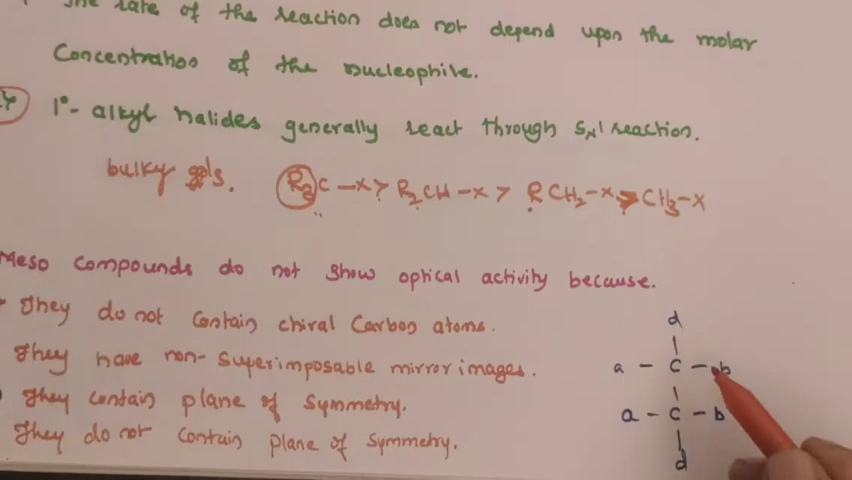 The rate of the reaction does not depend upon the molar
Concentration of the nucleophile.
1°- alkyl halides generally react through SN1 reaction.
bulky gps. R3C-X > R2CH-X > RCH2-X > CH3-X
Meso compounds do not show optical activity because.
They do not contain chiral Carbon atoms.
They have non-superimposable mirror images.
They contain plane of symmetry.
They do not contain plane of symmetry.
d
a - C - b
a - C - b
d